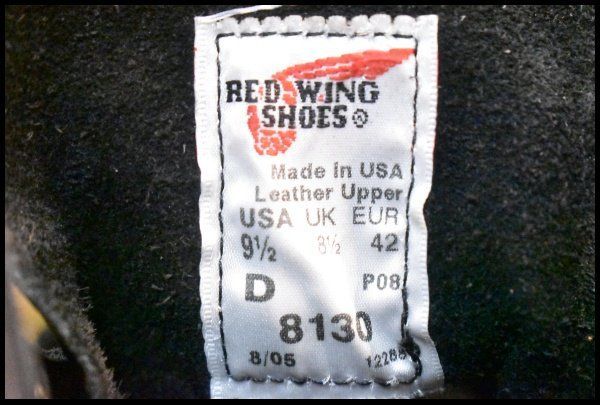 RED WING
SHOES®
Made in USA
Leather Upper
USA UK EUR
9½ 8½ 42
D P08
8130
8/05